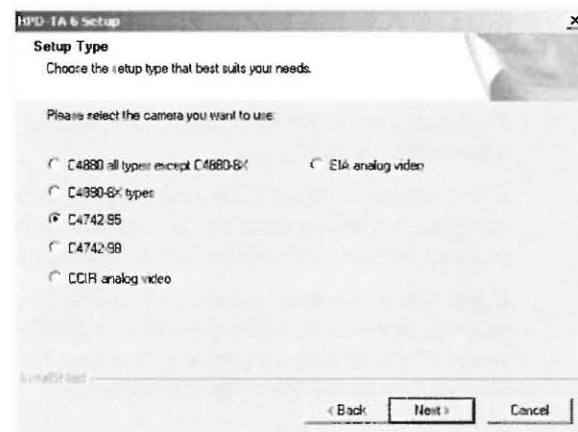 HPD-TA 6 Setup
Setup Type
Choose the setup type that best suits your needs.
Please select the camera you want to use:
C4880 all types except C4880-8X
EIA analog video
C4880-8X types
C4742-95
C4742-98
CCIR analog video
InstallShield
< Back
Next >
Cancel